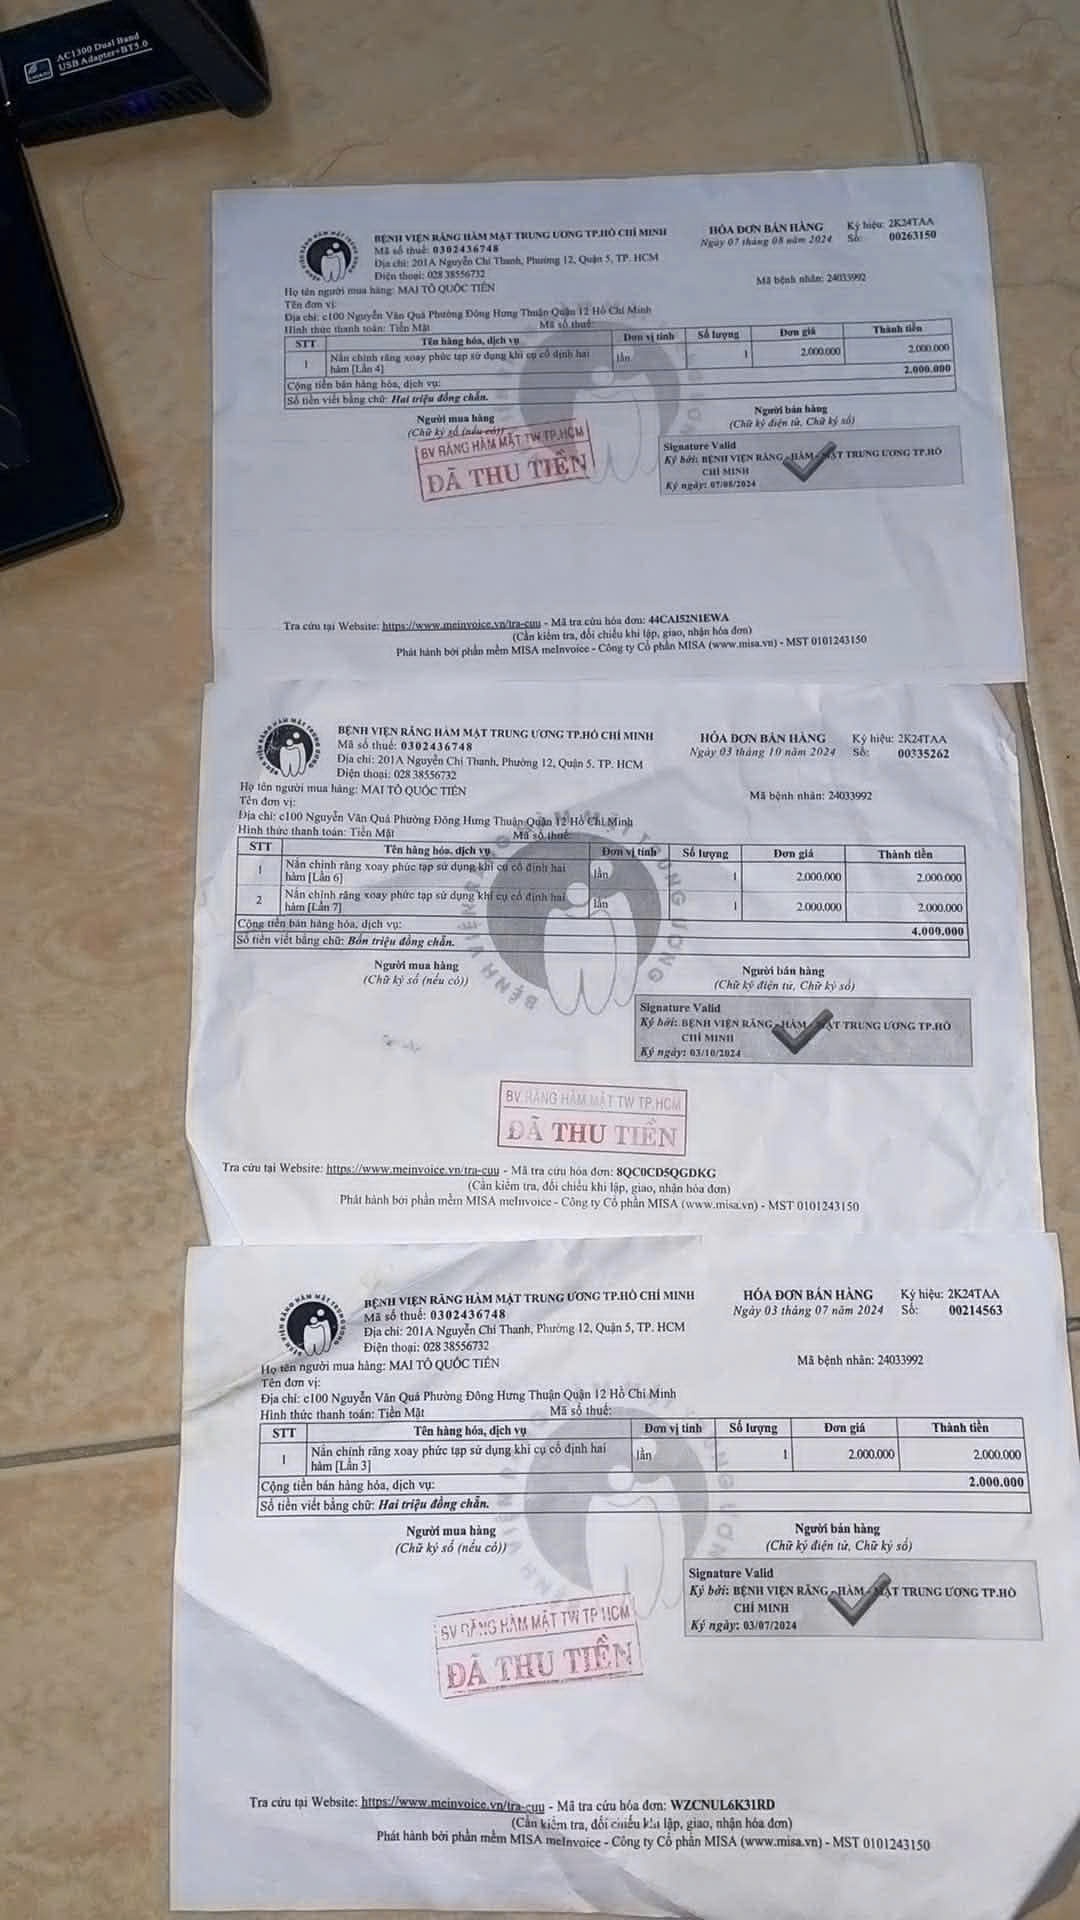 AC1300 Dual Band
USB Adapter+BT5.0
BỆNH VIỆN RĂNG HÀM MẶT TRUNG ƯƠNG TP.HỒ CHÍ MINH
Mã số thuế: 0302436748
Địa chỉ: 201A Nguyễn Chí Thanh, Phường 12, Quận 5, TP. HCM
Điện thoại: 028 38556732
HÓA ĐƠN BÁN HÀNG
Ngày 07 tháng 08 năm 2024
Ký hiệu: 2K24TAA
Số: 00263150
Mã bệnh nhân: 24033992
Họ tên người mua hàng: MAI TÔ QUỐC TIẾN
Tên đơn vị:
Địa chỉ: c100 Nguyễn Văn Quá Phường Đông Hưng Thuận Quận 12 Hồ Chí Minh
Hình thức thanh toán: Tiền Mặt Mã số thuế:
STT Tên hàng hóa, dịch vụ Đơn vị tính Số lượng Đơn giá Thành tiền
1 Nắn chỉnh răng xoay phức tạp sử dụng khí cụ cố định hai lần 1 2.000.000 2.000.000
hàm [Lần 4]
Cộng tiền bán hàng hóa, dịch vụ: 2.000.000
Số tiền viết bằng chữ: Hai triệu đồng chẵn.
Người mua hàng
(Chữ ký số (nếu có))
Người bán hàng
(Chữ ký điện tử, Chữ ký số)
BV RĂNG HÀM MẶT TW TP.HCM
ĐÃ THU TIỀN
Signature Valid
Ký bởi: BỆNH VIỆN RĂNG - HÀM - MẶT TRUNG ƯƠNG TP.HỒ
CHÍ MINH
Ký ngày: 07/08/2024
Tra cứu tại Website: https://www.meinvoice.vn/tra-cuu - Mã tra cứu hóa đơn: 44CA152N1EWA
(Cần kiểm tra, đối chiếu khi lập, giao, nhận hóa đơn)
Phát hành bởi phần mềm MISA meInvoice - Công ty Cổ phần MISA (www.misa.vn) - MST 0101243150
BỆNH VIỆN RĂNG HÀM MẶT TRUNG ƯƠNG TP.HỒ CHÍ MINH
Mã số thuế: 0302436748
Địa chỉ: 201A Nguyễn Chí Thanh, Phường 12, Quận 5, TP. HCM
Điện thoại: 028 38556732
HÓA ĐƠN BÁN HÀNG
Ngày 03 tháng 10 năm 2024
Ký hiệu: 2K24TAA
Số: 00335262
Mã bệnh nhân: 24033992
Họ tên người mua hàng: MAI TÔ QUỐC TIẾN
Tên đơn vị:
Địa chỉ: c100 Nguyễn Văn Quá Phường Đông Hưng Thuận Quận 12 Hồ Chí Minh
Hình thức thanh toán: Tiền Mặt Mã số thuế:
STT Tên hàng hóa, dịch vụ Đơn vị tính Số lượng Đơn giá Thành tiền
1 Nắn chỉnh răng xoay phức tạp sử dụng khí cụ cố định hai lần 1 2.000.000 2.000.000
hàm [Lần 6]
2 Nắn chỉnh răng xoay phức tạp sử dụng khí cụ cố định hai lần 1 2.000.000 2.000.000
hàm [Lần 7]
Cộng tiền bán hàng hóa, dịch vụ: 4.000.000
Số tiền viết bằng chữ: Bốn triệu đồng chẵn.
Người mua hàng
(Chữ ký số (nếu có))
Người bán hàng
(Chữ ký điện tử, Chữ ký số)
BỆNH VIỆN RĂNG HÀM MẶT TRUNG ƯƠNG
Signature Valid
Ký bởi: BỆNH VIỆN RĂNG - HÀM - MẶT TRUNG ƯƠNG TP.HỒ
CHÍ MINH
Ký ngày: 03/10/2024
BV RĂNG HÀM MẶT TW TP.HCM
ĐÃ THU TIỀN
Tra cứu tại Website: https://www.meinvoice.vn/tra-cuu - Mã tra cứu hóa đơn: 8QC0CD5QGDKG
(Cần kiểm tra, đối chiếu khi lập, giao, nhận hóa đơn)
Phát hành bởi phần mềm MISA meInvoice - Công ty Cổ phần MISA (www.misa.vn) - MST 0101243150
BỆNH VIỆN RĂNG HÀM MẶT TRUNG ƯƠNG TP.HỒ CHÍ MINH
Mã số thuế: 0302436748
Địa chỉ: 201A Nguyễn Chí Thanh, Phường 12, Quận 5, TP. HCM
Điện thoại: 028 38556732
HÓA ĐƠN BÁN HÀNG
Ngày 03 tháng 07 năm 2024
Ký hiệu: 2K24TAA
Số: 00214563
Mã bệnh nhân: 24033992
Họ tên người mua hàng: MAI TÔ QUỐC TIẾN
Tên đơn vị:
Địa chỉ: c100 Nguyễn Văn Quá Phường Đông Hưng Thuận Quận 12 Hồ Chí Minh
Hình thức thanh toán: Tiền Mặt Mã số thuế:
STT Tên hàng hóa, dịch vụ Đơn vị tính Số lượng Đơn giá Thành tiền
1 Nắn chỉnh răng xoay phức tạp sử dụng khí cụ cố định hai lần 1 2.000.000 2.000.000
hàm [Lần 3]
Cộng tiền bán hàng hóa, dịch vụ: 2.000.000
Số tiền viết bằng chữ: Hai triệu đồng chẵn.
Người mua hàng
(Chữ ký số (nếu có))
Người bán hàng
(Chữ ký điện tử, Chữ ký số)
Signature Valid
Ký bởi: BỆNH VIỆN RĂNG - HÀM - MẶT TRUNG ƯƠNG TP.HỒ
CHÍ MINH
Ký ngày: 03/07/2024
BV RĂNG HÀM MẶT TW TP.HCM
ĐÃ THU TIỀN
Tra cứu tại Website: https://www.meinvoice.vn/tra-cuu - Mã tra cứu hóa đơn: WZCNUL6K31RD
(Cần kiểm tra, đối chiếu khi lập, giao, nhận hóa đơn)
Phát hành bởi phần mềm MISA meInvoice - Công ty Cổ phần MISA (www.misa.vn) - MST 0101243150